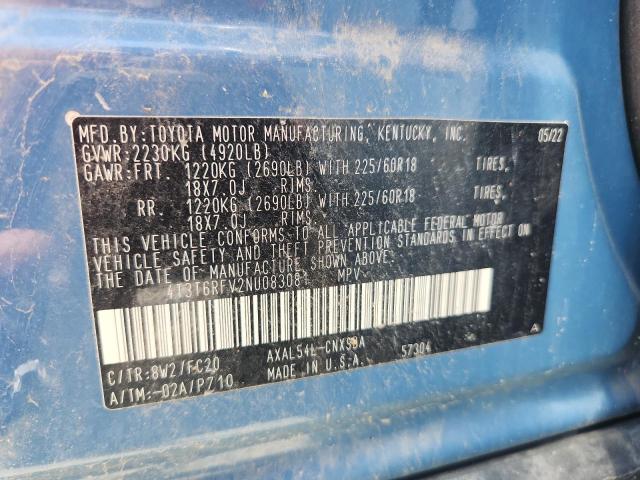 MFD. BY: TOYOTA MOTOR MANUFACTURING, KENTUCKY, INC. 05/22
GVWR: 2230KG (4920LB)
GAWR: FRT. 1220KG (2690LB) WITH 225/60R18 TIRES,
18X7.0J RIMS,
RR. 1220KG (2690LB) WITH 225/60R18 TIRES,
18X7.0J RIMS,
THIS VEHICLE CONFORMS TO ALL APPLICABLE FEDERAL MOTOR
VEHICLE SAFETY AND THEFT PREVENTION STANDARDS IN EFFECT ON
THE DATE OF MANUFACTURE SHOWN ABOVE.
4T3T6RFV2NU08308 MPV
C/TR: 8W2/FC20 57304
A/TM: -02A/P710 MADE IN U.S.A. A